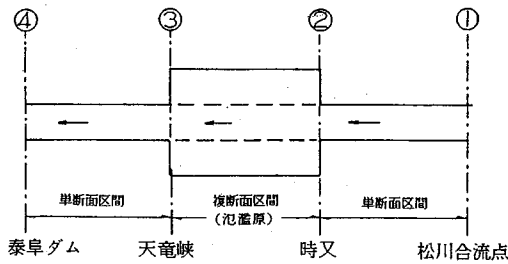 ④ ③ ② ①
単断面区間 複断面区間 単断面区間
(氾濫原)
泰阜ダム 天竜峡 時又 松川合流点